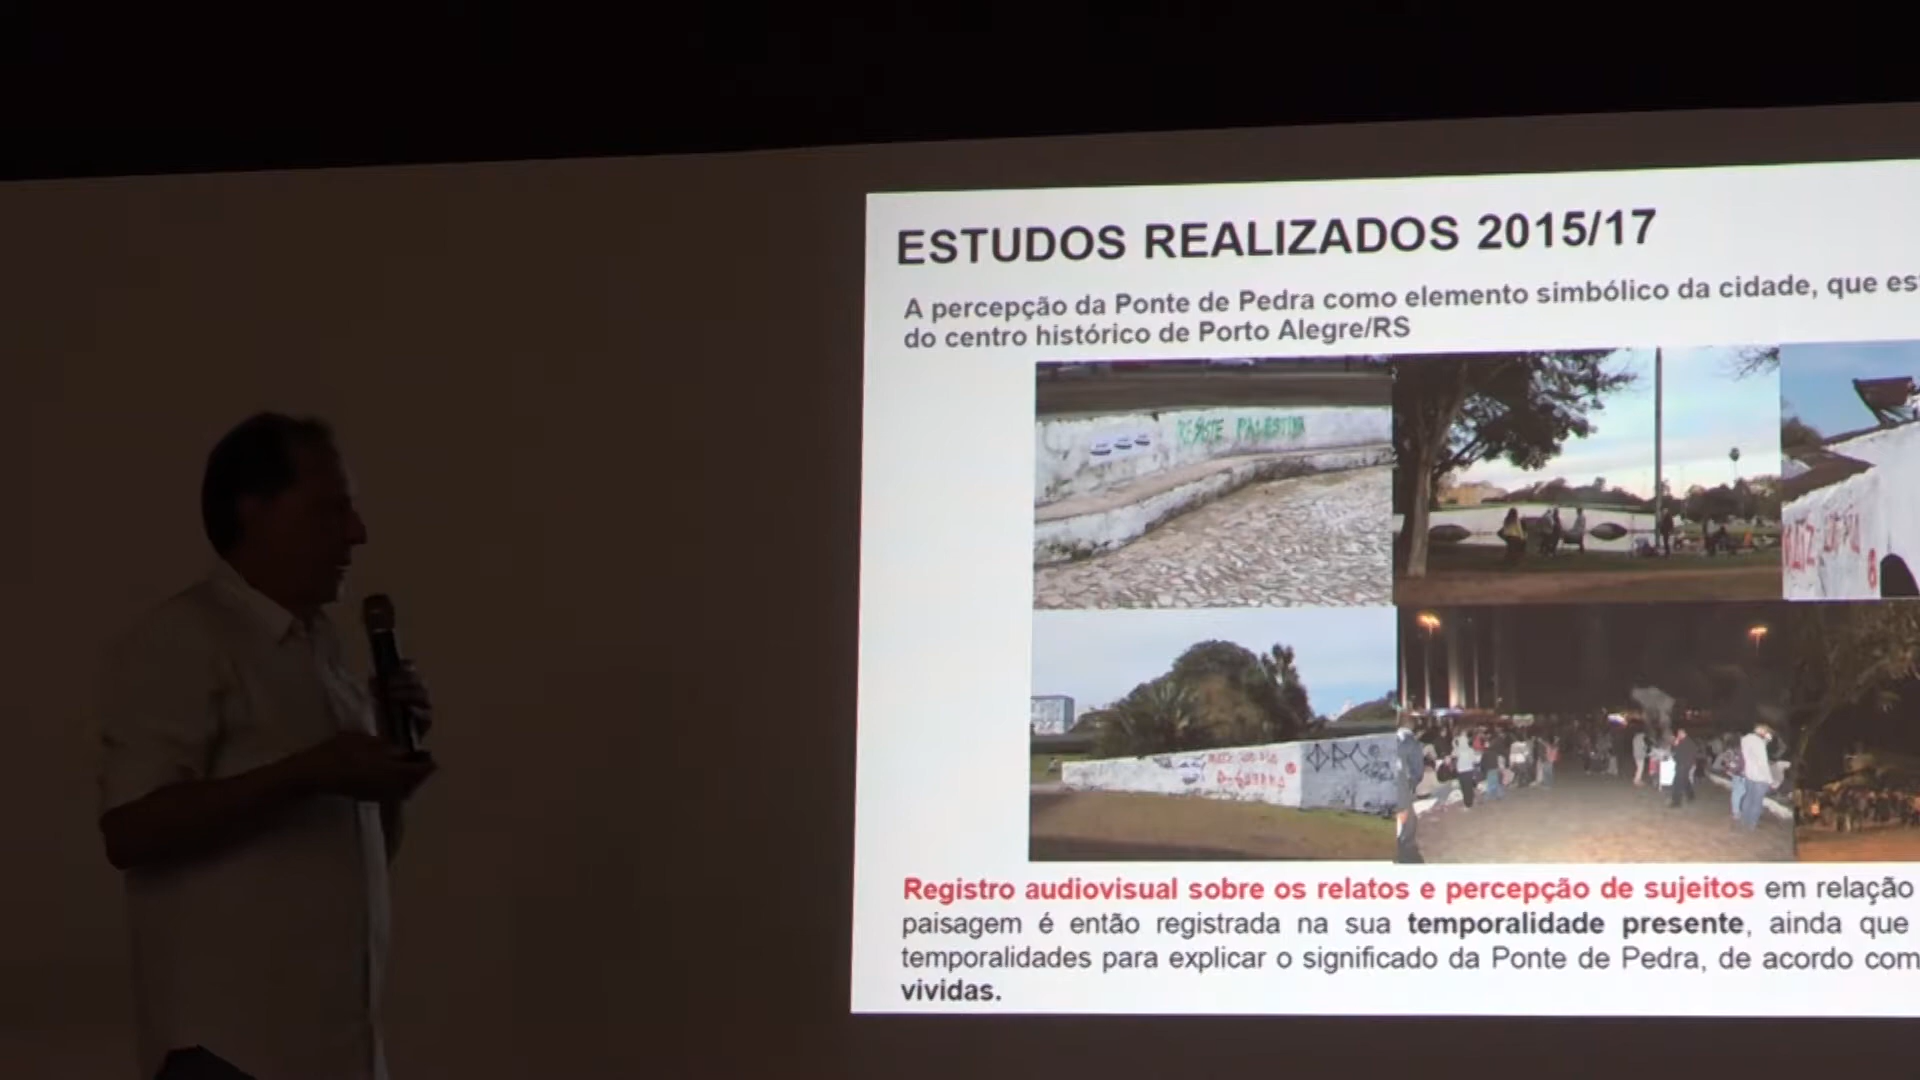 ESTUDOS REALIZADOS 2015/17
A percepção da Ponte de Pedra como elemento simbólico da cidade, que es
do centro histórico de Porto Alegre/RS
RESISTE PALESTINA
Registro audiovisual sobre os relatos e percepção de sujeitos em relação
paisagem é então registrada na sua temporalidade presente, ainda que
temporalidades para explicar o significado da Ponte de Pedra, de acordo com
vividas.